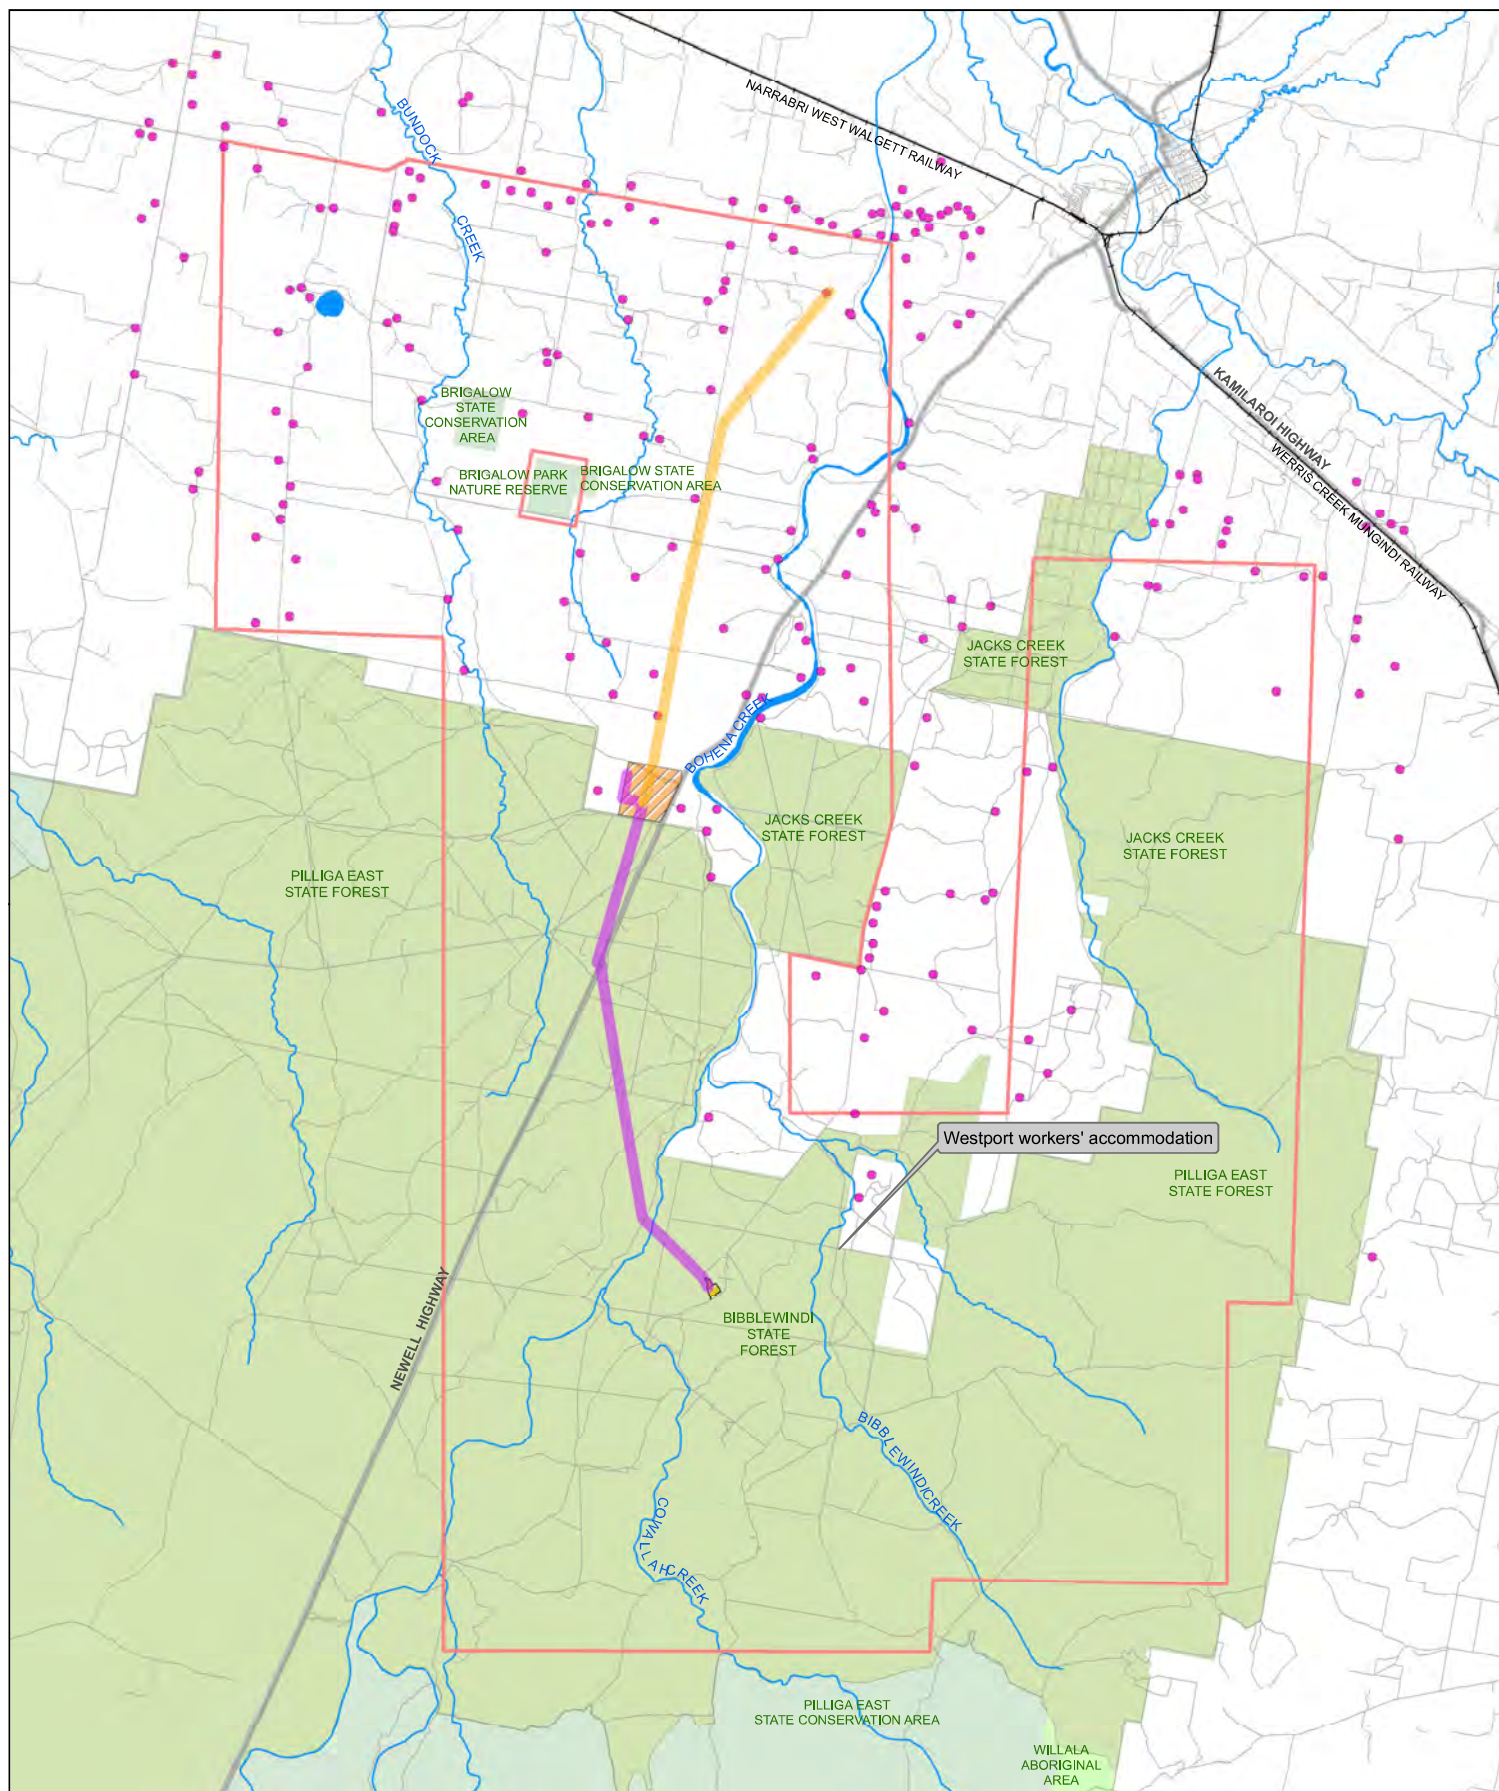 NARRABRI WEST WALGETT RAILWAY
BUNDOCK
CREEK
KAMILAROI HIGHWAY
WERRIS CREEK MUNGINDI RAILWAY
BRIGALOW
STATE
CONSERVATION
AREA
BRIGALOW PARK
NATURE RESERVE
BRIGALOW STATE
CONSERVATION AREA
JACKS CREEK
STATE FOREST
BOHENA CREEK
JACKS CREEK
STATE FOREST
JACKS CREEK
STATE FOREST
PILLIGA EAST
STATE FOREST
Westport workers' accommodation
PILLIGA EAST
STATE FOREST
NEWELL HIGHWAY
BIBBLEWINDI
STATE
FOREST
BIBBLEWINDI CREEK
COWALLAH
CREEK
PILLIGA EAST
STATE CONSERVATION AREA
WILLALA
ABORIGINAL
AREA